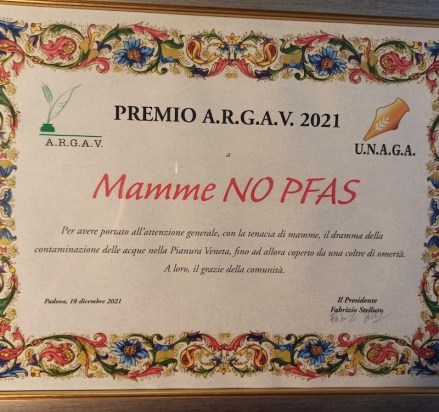 PREMIO A.R.G.A.V. 2021
A.R.G.A.V.
U.N.A.G.A.
a
Mamme NO PFAS
Per avere portato all'attenzione generale, con la tenacia di mamme, il dramma della
contaminazione delle acque nella Pianura Veneta, fino ad allora coperto da una coltre di omertà.
A loro, il grazie della comunità.
Padova, 18 dicembre 2021
Il Presidente
Fabrizio Stelluto